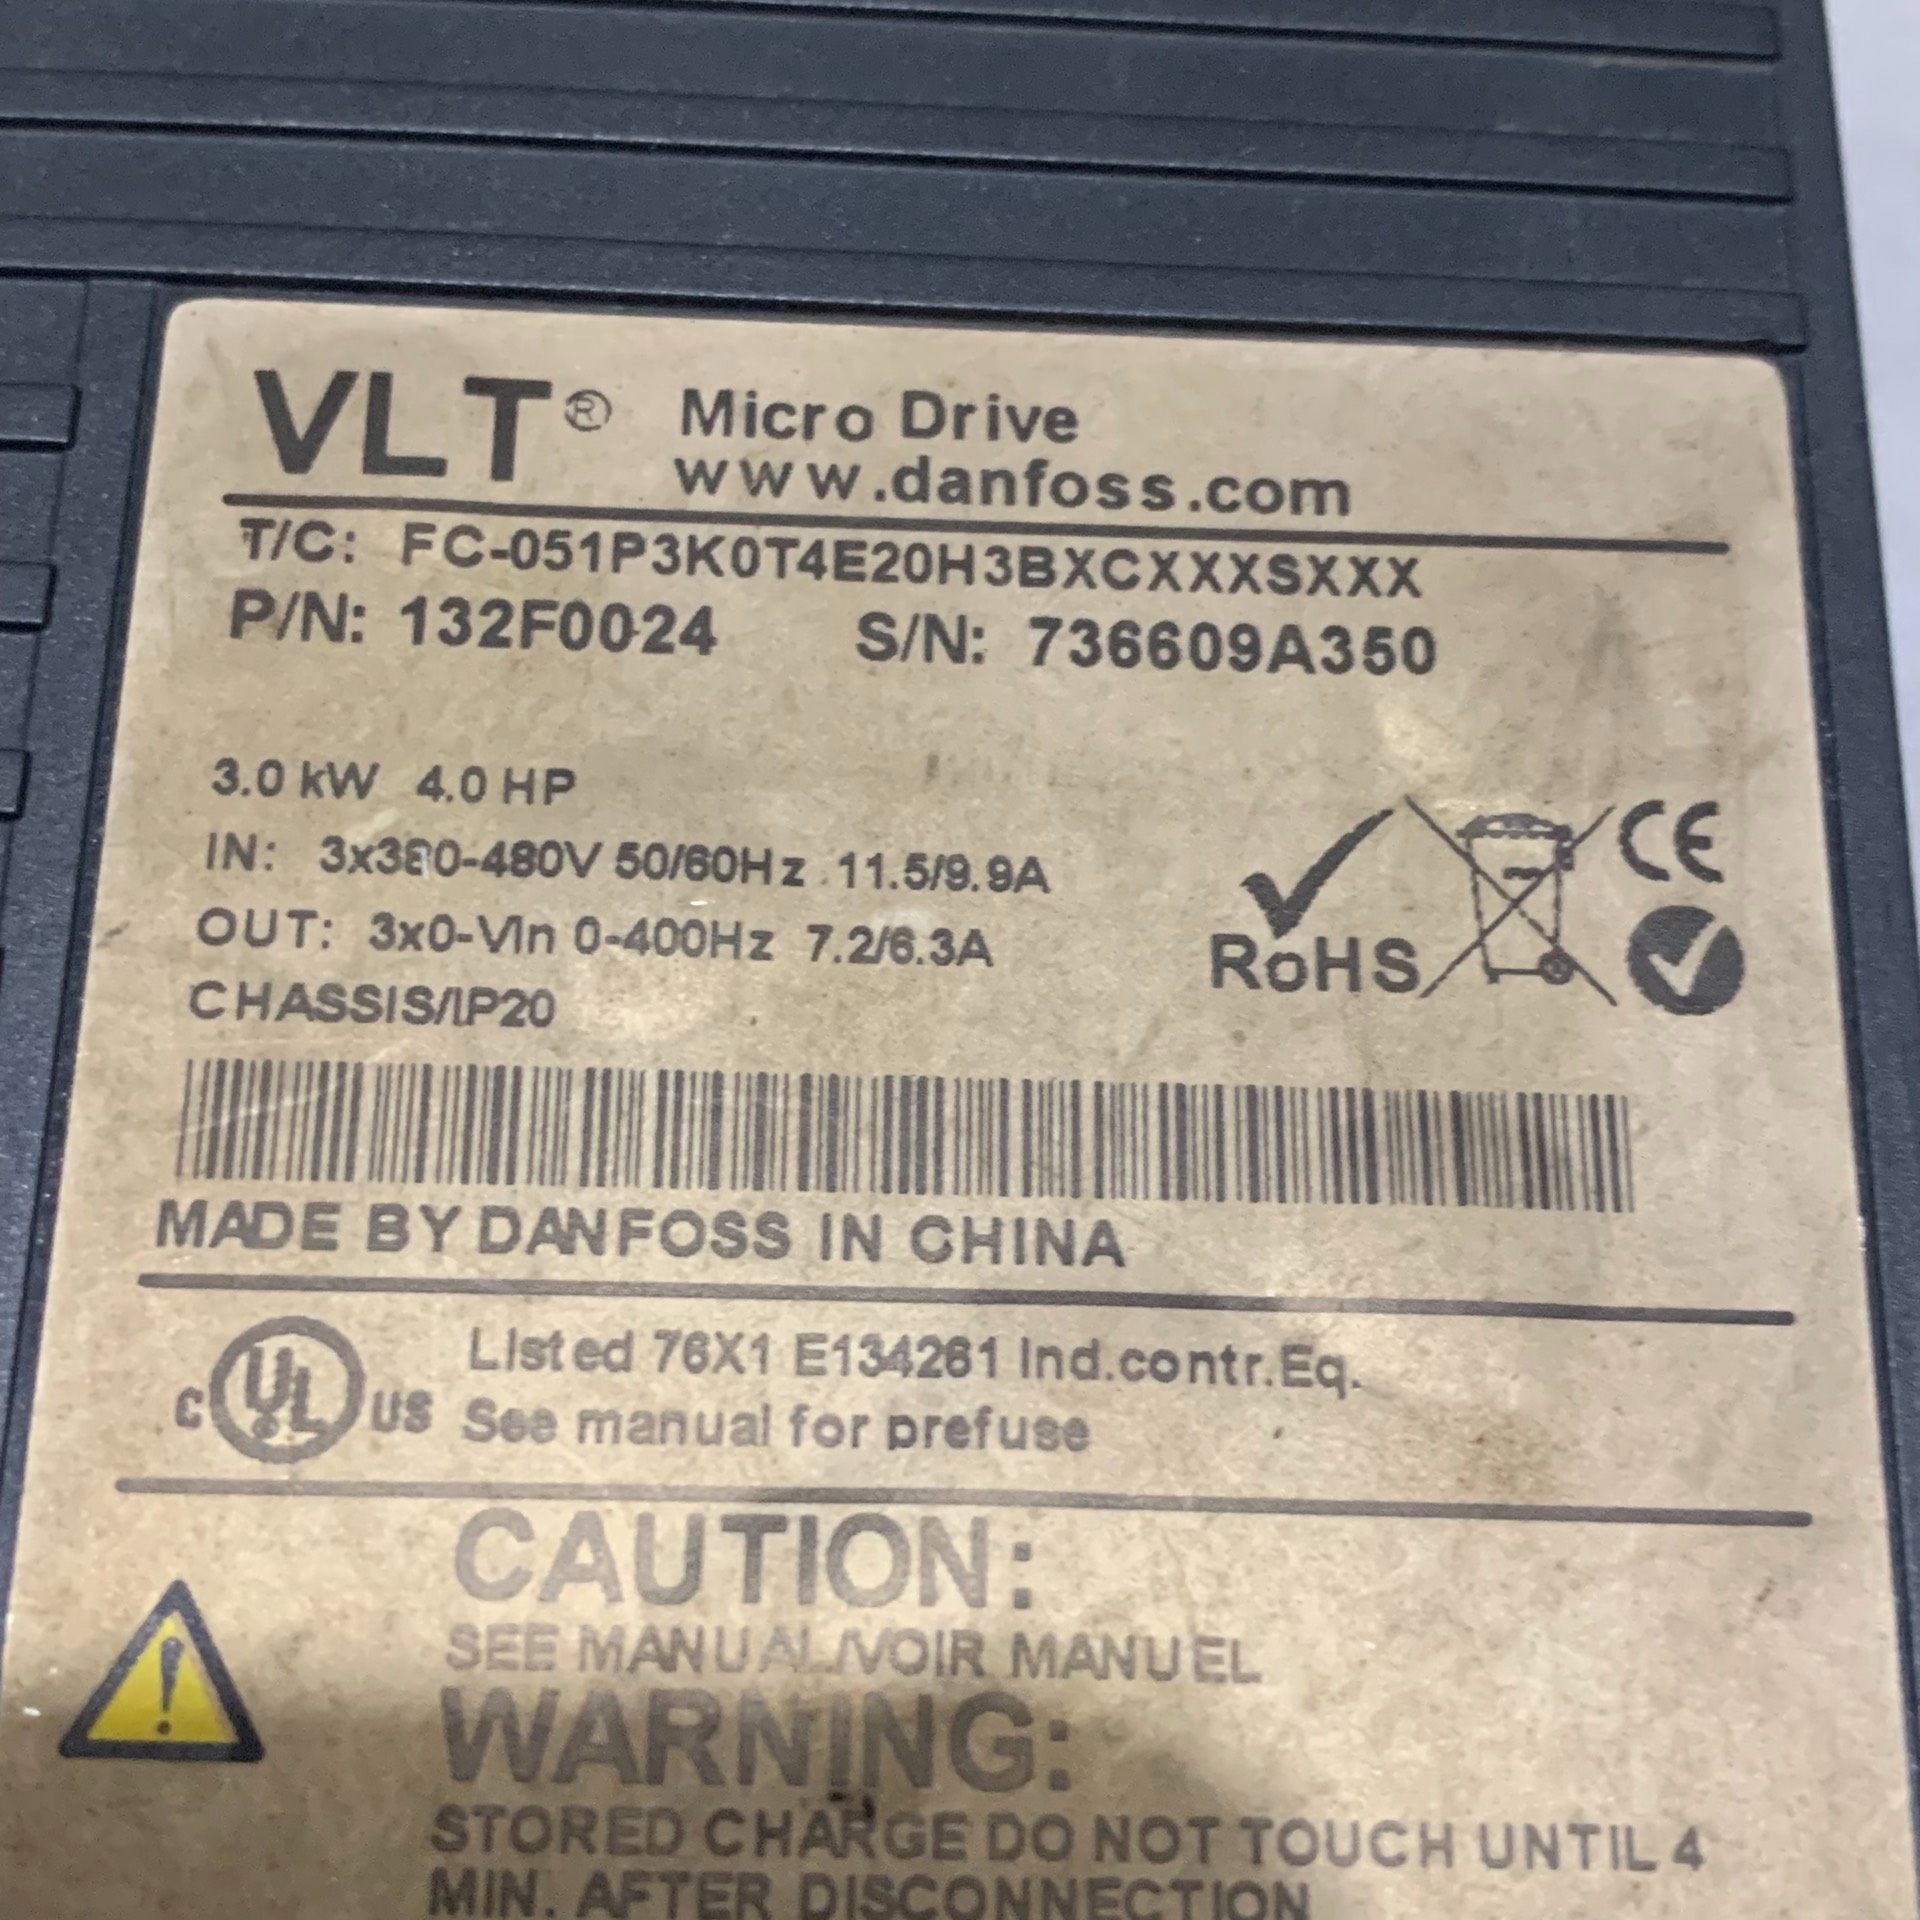 VLT® Micro Drive
www.danfoss.com
T/C: FC-051P3K0T4E20H3BXCXXXSXXX
P/N: 132F0024 S/N: 736609A350
3.0 kW 4.0 HP
IN: 3x380-480V 50/60Hz 11.5/9.9A
OUT: 3x0-Vin 0-400Hz 7.2/6.3A
CHASSIS/IP20
RoHS CE
MADE BY DANFOSS IN CHINA
c UL US Listed 76X1 E134261 Ind.contr.Eq.
See manual for prefuse
CAUTION:
SEE MANUAL/VOIR MANUEL
WARNING:
STORED CHARGE DO NOT TOUCH UNTIL 4
MIN. AFTER DISCONNECTION